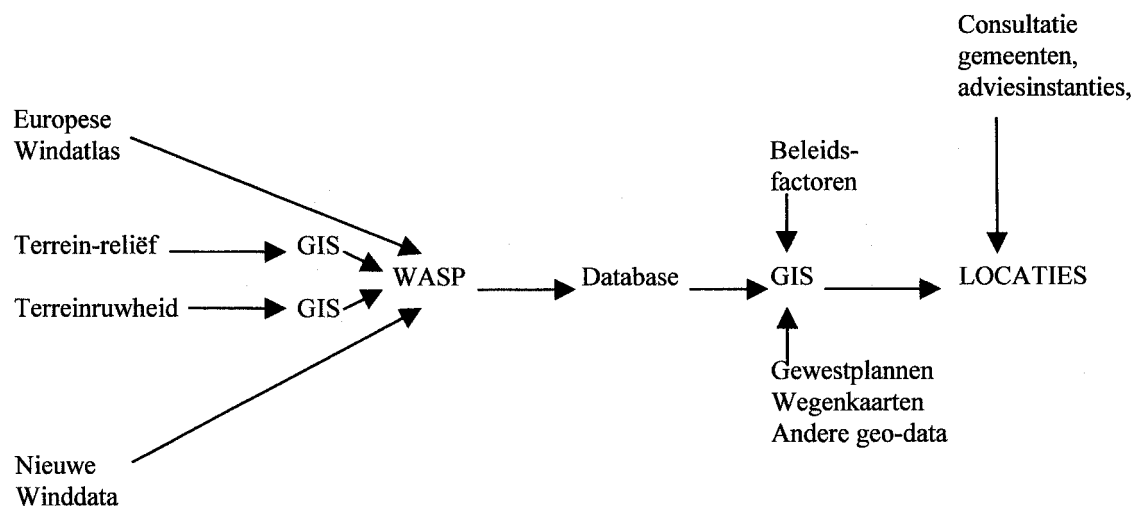 Consultatie
gemeenten,
adviesinstanties,
Europese
Windatlas
Beleids-
factoren
Terrein-reliëf
GIS
WASP
Database
GIS
LOCATIES
Terreinruwheid
GIS
Gewestplannen
Wegenkaarten
Andere geo-data
Nieuwe
Winddata